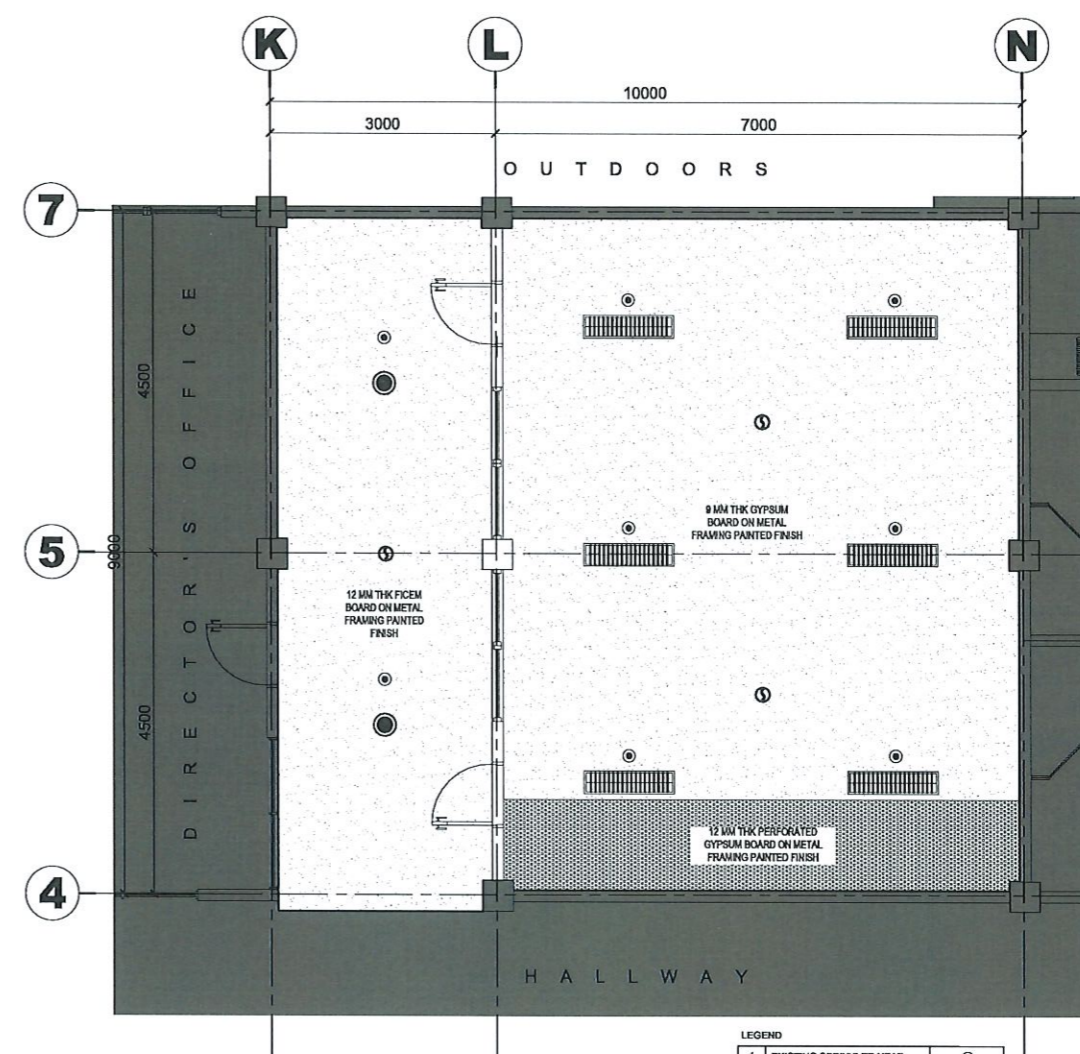 K
L
N
10000
3000
7000
OUTDOORS
7
DIRECTOR'S OFFICE
4500
9000
4500
5
9 MM THK GYPSUM
BOARD ON METAL
FRAMING PAINTED FINISH
12 MM THK FICEM
BOARD ON METAL
FRAMING PAINTED
FINISH
12 MM THK PERFORATED
GYPSUM BOARD ON METAL
FRAMING PAINTED FINISH
4
HALLWAY
LEGEND